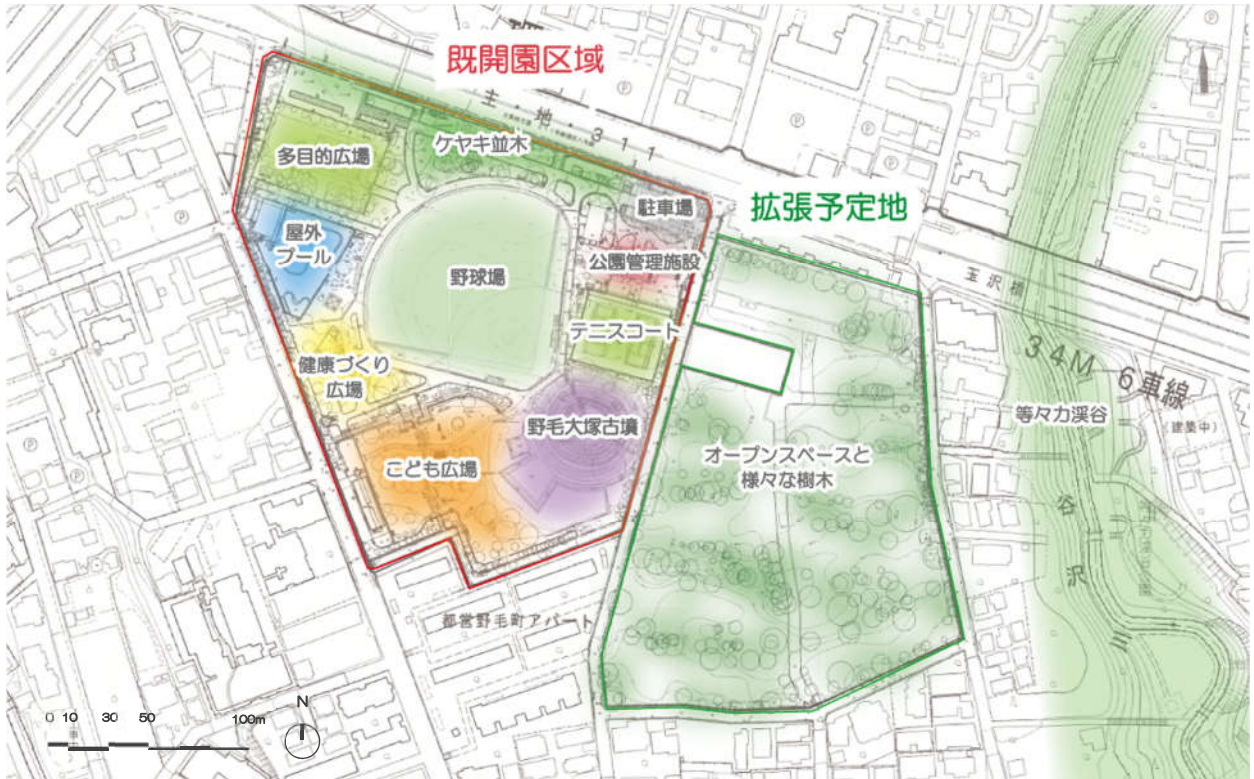 既開園区域
主・地・311
ケヤキ並木
多目的広場
駐車場
拡張予定地
屋外
プール
公園管理施設
野球場
玉沢橋
テニスコート
34M 6車線
健康づくり
広場
等々力渓谷
(建築中)
野毛大塚古墳
オープンスペースと
様々な樹木
こども広場
谷
沢
川
都営野毛町アパート
0 10 30 50 100m
N